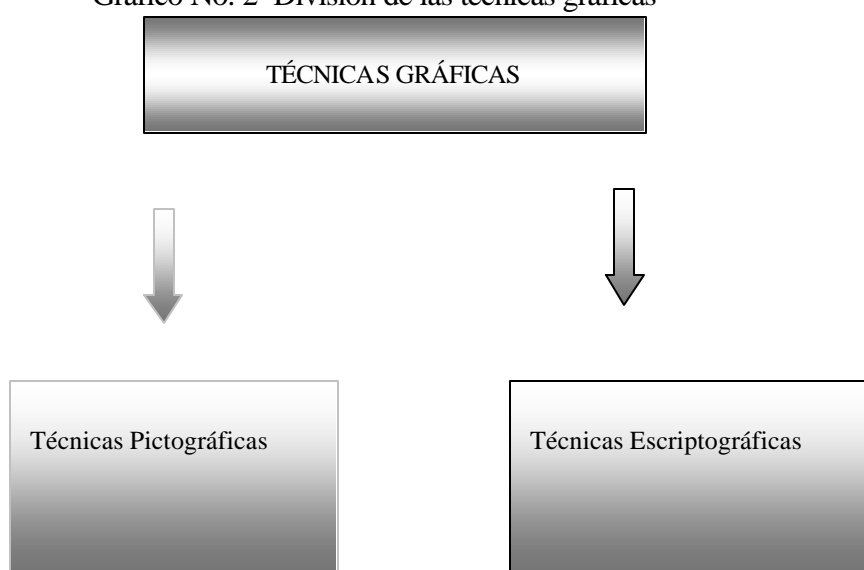 Gráfico No. 2 División de las técnicas gráficas
TÉCNICAS GRÁFICAS
Técnicas Pictográficas
Técnicas Escriptográficas